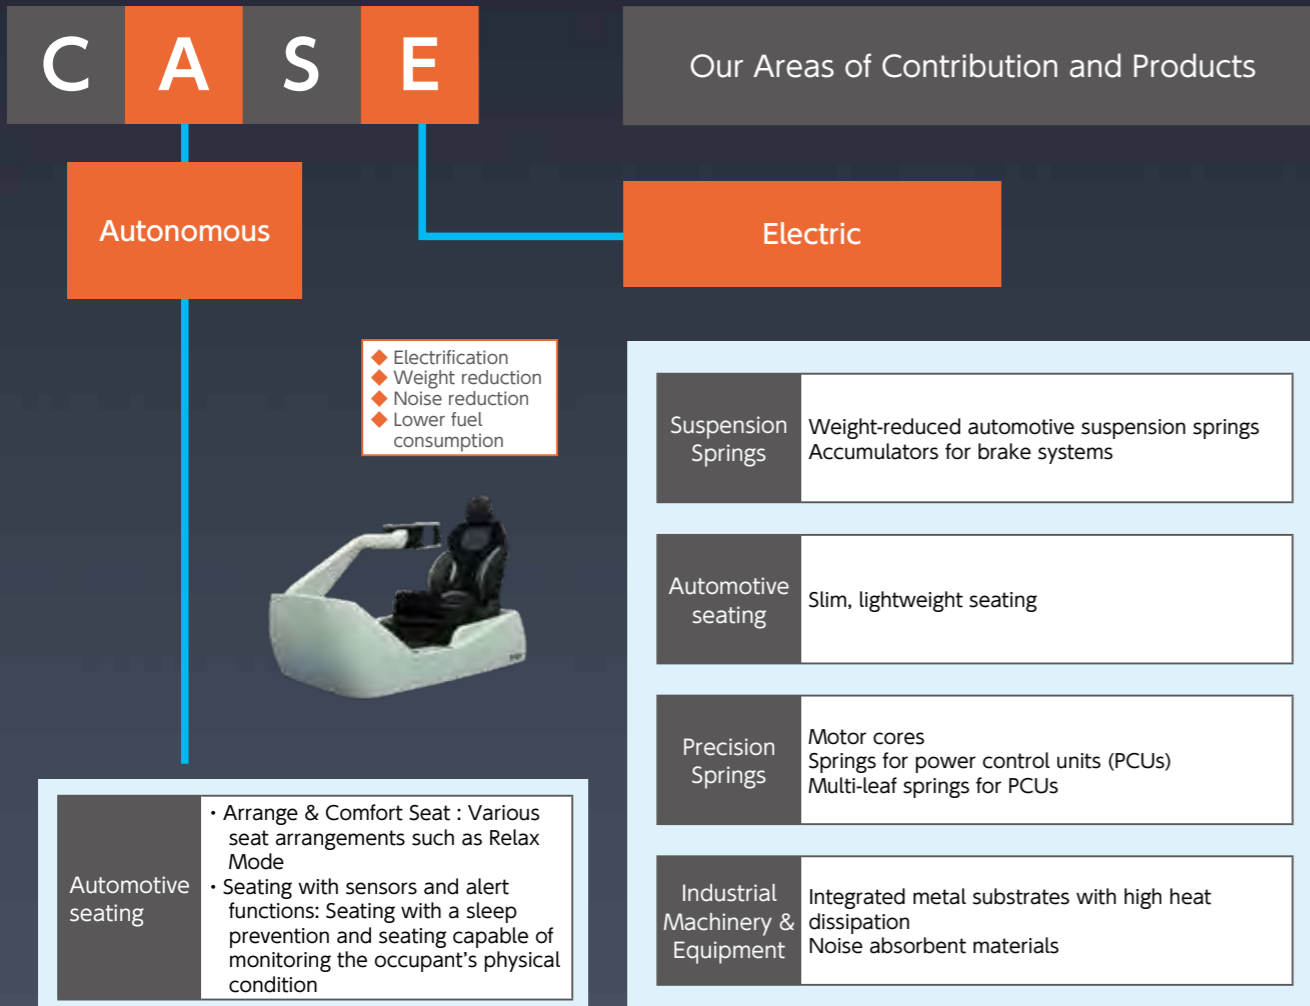 C A S E
Our Areas of Contribution and Products
Autonomous
Electric
◆ Electrification
◆ Weight reduction
◆ Noise reduction
◆ Lower fuel
consumption
Suspension
Springs
Weight-reduced automotive suspension springs
Accumulators for brake systems
Automotive
seating
Slim, lightweight seating
Precision
Springs
Motor cores
Springs for power control units (PCUs)
Multi-leaf springs for PCUs
Industrial
Machinery &
Equipment
Integrated metal substrates with high heat
dissipation
Noise absorbent materials
Automotive
seating
・Arrange & Comfort Seat : Various
seat arrangements such as Relax
Mode
・Seating with sensors and alert
functions: Seating with a sleep
prevention and seating capable of
monitoring the occupant's physical
condition